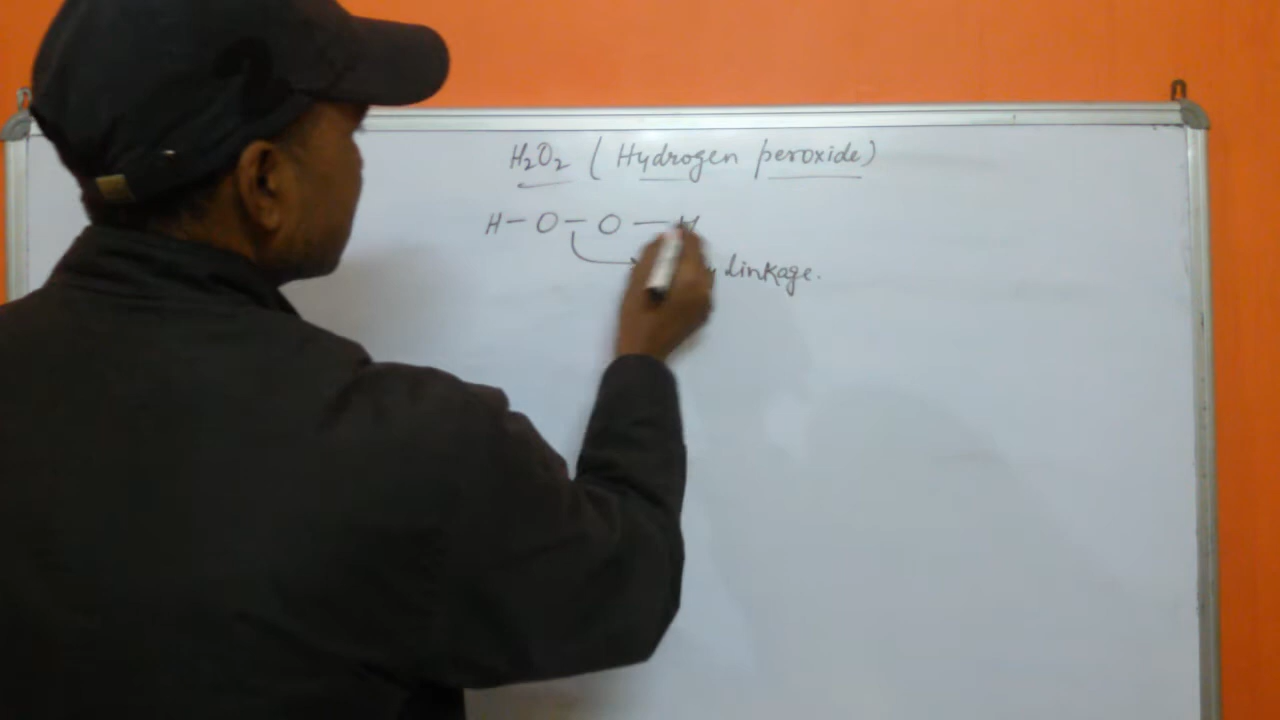 H₂O₂ (Hydrogen peroxide)
H-O-O-H
Linkage.